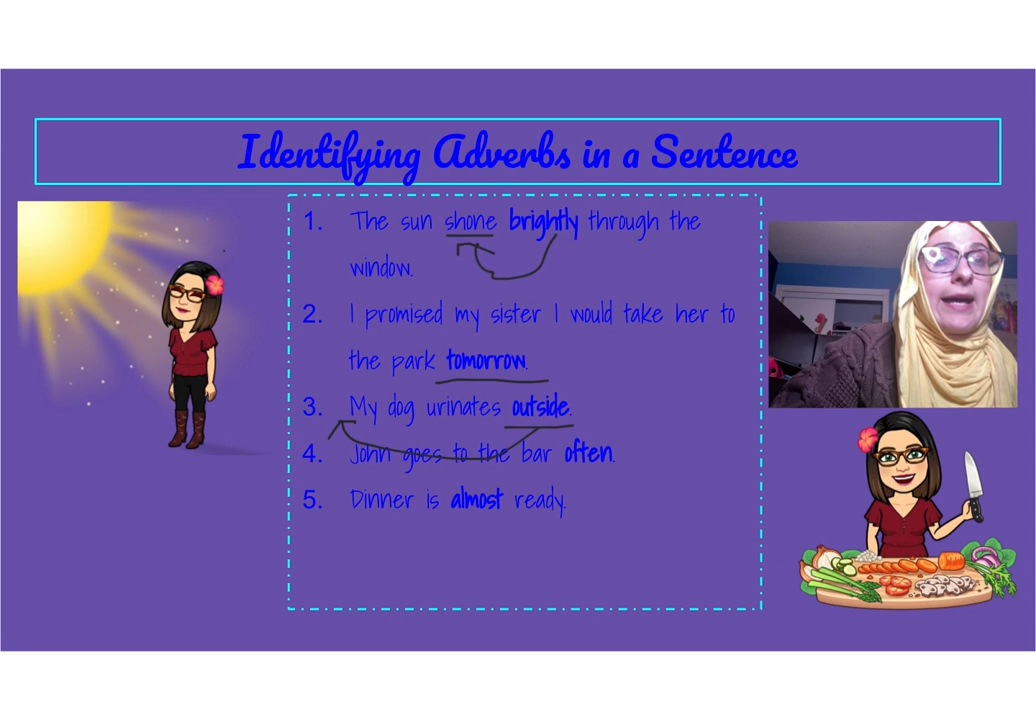 Identifying Adverbs in a Sentence
1. The sun shone brightly through the
window.
2. I promised my sister I would take her to
the park tomorrow.
3. My dog urinates outside.
4. John goes to the bar often.
5. Dinner is almost ready.